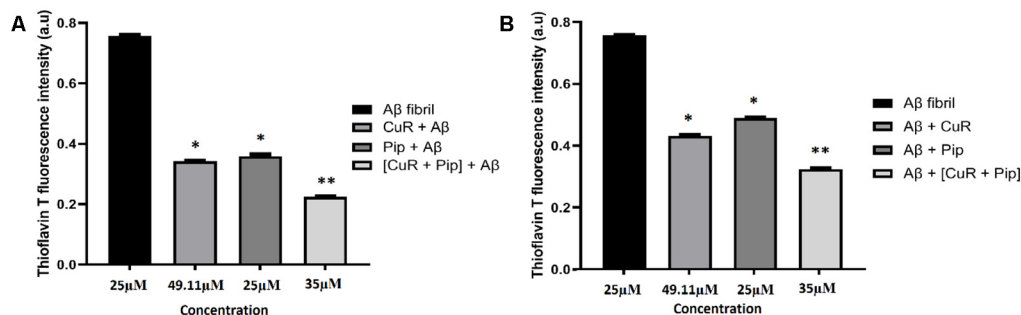 A
Thioflavin T fluorescence intensity (a.u)
0.8
0.6
0.4
0.2
0.0
*
*
**
25μM
49.11μM
25μM
35μM
Concentration
Aβ fibril
CuR + Aβ
Pip + Aβ
[CuR + Pip] + Aβ
B
Thioflavin T fluorescence intensity (a.u)
0.8
0.6
0.4
0.2
0.0
*
*
**
25μM
49.11μM
25μM
35μM
Concentration
Aβ fibril
Aβ + CuR
Aβ + Pip
Aβ + [CuR + Pip]